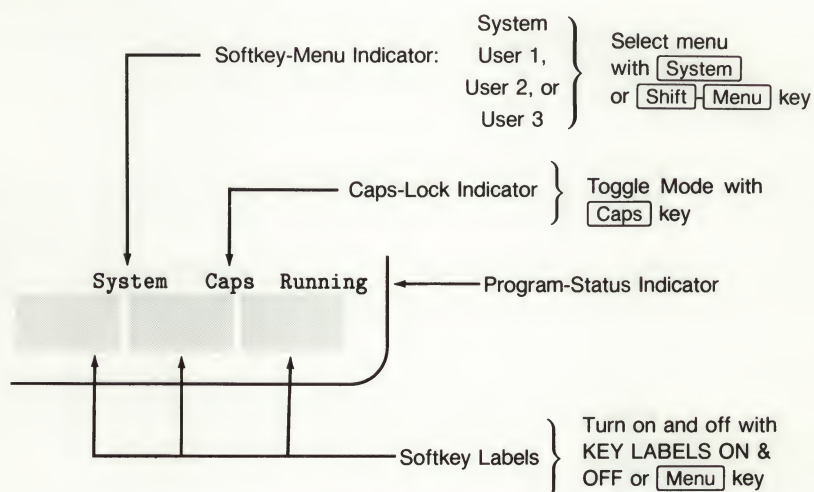 Softkey-Menu Indicator:
System
User 1,
User 2, or
User 3
Select menu
with System
or Shift-Menu key
Caps-Lock Indicator
Toggle Mode with
Caps key
System Caps Running
Program-Status Indicator
Softkey Labels
Turn on and off with
KEY LABELS ON &
OFF or Menu key